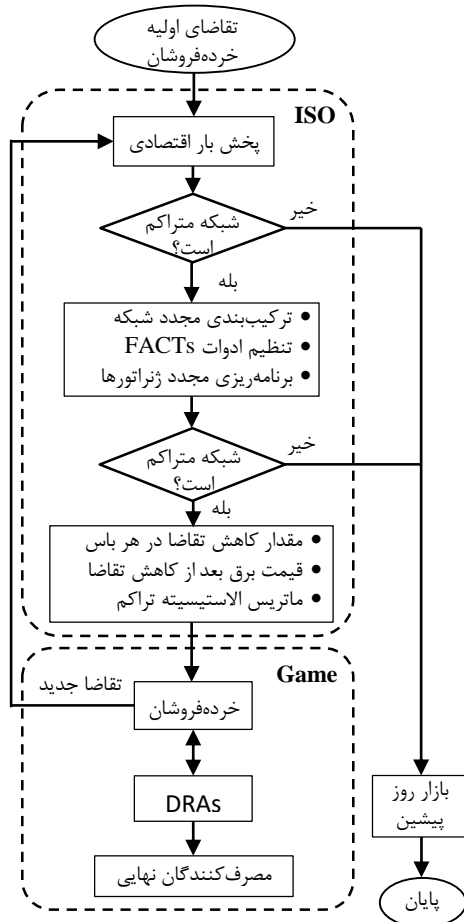 تقاضای اولیه
خرده‌فروشان
ISO
پخش بار اقتصادی
شبکه متراکم
است؟
خیر
بله
• ترکیب‌بندی مجدد شبکه
• تنظیم ادوات FACTs
• برنامه‌ریزی مجدد ژنراتورها
شبکه متراکم
است؟
خیر
بله
• مقدار کاهش تقاضا در هر باس
• قیمت برق بعد از کاهش تقاضا
• ماتریس الاستیسیته تراکم
Game
تقاضا جدید
خرده‌فروشان
DRAs
مصرف‌کنندگان نهایی
بازار روز
پیشین
پایان